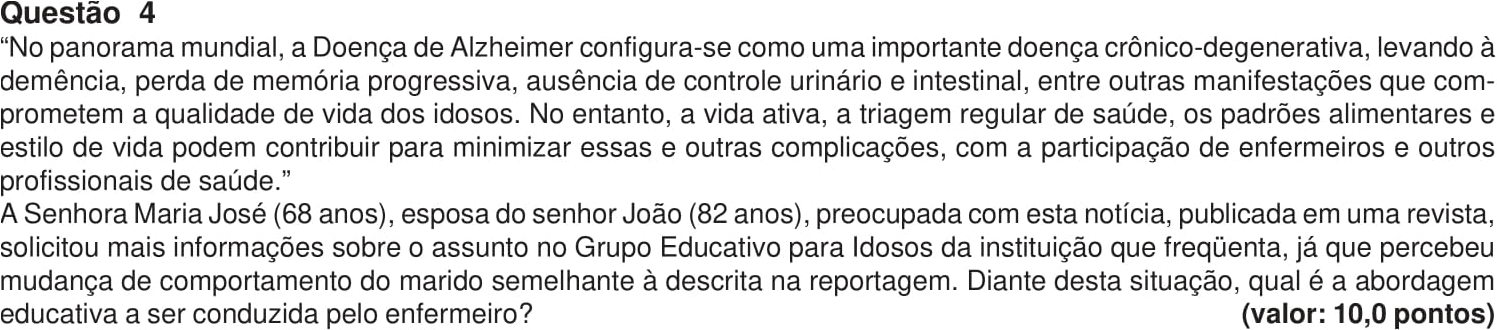 Questão 4
“No panorama mundial, a Doença de Alzheimer configura-se como uma importante doença crônico-degenerativa, levando à
demência, perda de memória progressiva, ausência de controle urinário e intestinal, entre outras manifestações que com-
prometem a qualidade de vida dos idosos. No entanto, a vida ativa, a triagem regular de saúde, os padrões alimentares e
estilo de vida podem contribuir para minimizar essas e outras complicações, com a participação de enfermeiros e outros
profissionais de saúde.”
A Senhora Maria José (68 anos), esposa do senhor João (82 anos), preocupada com esta notícia, publicada em uma revista,
solicitou mais informações sobre o assunto no Grupo Educativo para Idosos da instituição que freqüenta, já que percebeu
mudança de comportamento do marido semelhante à descrita na reportagem. Diante desta situação, qual é a abordagem
educativa a ser conduzida pelo enfermeiro? (valor: 10,0 pontos)